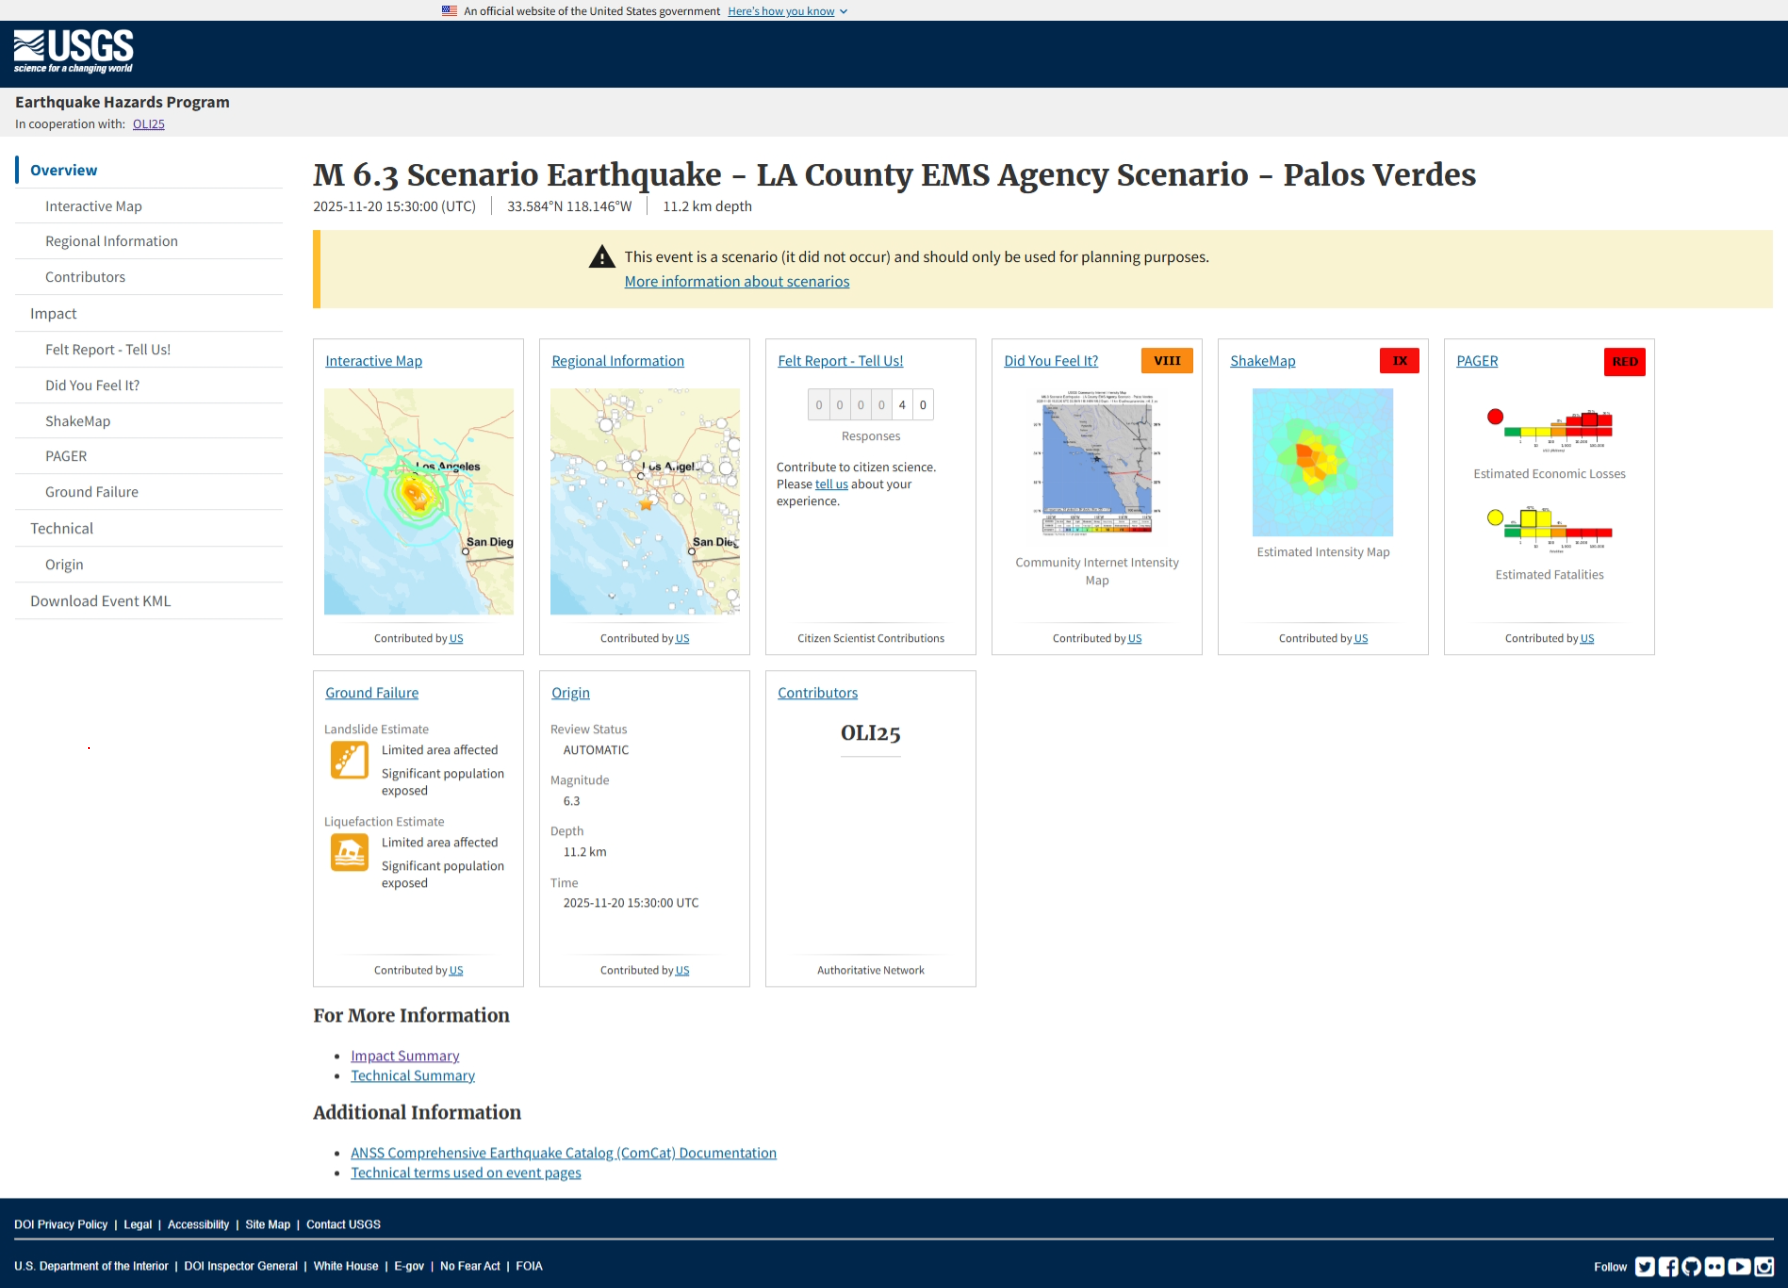 An official website of the United States government Here's how you know
USGS
science for a changing world
Earthquake Hazards Program
In cooperation with: OLI25
Overview
Interactive Map
Regional Information
Contributors
Impact
Felt Report - Tell Us!
Did You Feel It?
ShakeMap
PAGER
Ground Failure
Technical
Origin
Download Event KML
M 6.3 Scenario Earthquake - LA County EMS Agency Scenario - Palos Verdes
2025-11-20 15:30:00 (UTC) 33.584°N 118.146°W 11.2 km depth
This event is a scenario (it did not occur) and should only be used for planning purposes.
More information about scenarios
Interactive Map
Los Angeles
San Dieg
Contributed by US
Regional Information
San Die
Contributed by US
Felt Report - Tell Us!
0 0 0 0 4 0
Responses
Contribute to citizen science.
Please tell us about your
experience.
Citizen Scientist Contributions
Did You Feel It? VIII
Community Internet Intensity
Map
Contributed by US
ShakeMap IX
Estimated Intensity Map
Contributed by US
PAGER RED
Estimated Economic Losses
Estimated Fatalities
Contributed by US
Ground Failure
Landslide Estimate
Limited area affected
Significant population
exposed
Liquefaction Estimate
Limited area affected
Significant population
exposed
Contributed by US
Origin
Review Status
AUTOMATIC
Magnitude
6.3
Depth
11.2 km
Time
2025-11-20 15:30:00 UTC
Contributed by US
Contributors
OLI25
Authoritative Network
For More Information
• Impact Summary
• Technical Summary
Additional Information
• ANSS Comprehensive Earthquake Catalog (ComCat) Documentation
• Technical terms used on event pages
DOI Privacy Policy | Legal | Accessibility | Site Map | Contact USGS
U.S. Department of the Interior | DOI Inspector General | White House | E-gov | No Fear Act | FOIA
Follow